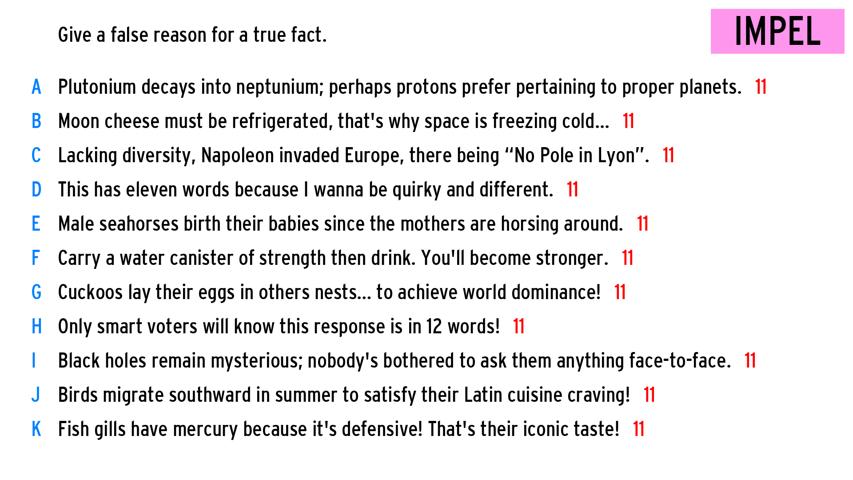 Give a false reason for a true fact.
IMPEL
A Plutonium decays into neptunium; perhaps protons prefer pertaining to proper planets. 11
B Moon cheese must be refrigerated, that's why space is freezing cold... 11
C Lacking diversity, Napoleon invaded Europe, there being “No Pole in Lyon”. 11
D This has eleven words because I wanna be quirky and different. 11
E Male seahorses birth their babies since the mothers are horsing around. 11
F Carry a water canister of strength then drink. You'll become stronger. 11
G Cuckoos lay their eggs in others nests... to achieve world dominance! 11
H Only smart voters will know this response is in 12 words! 11
I Black holes remain mysterious; nobody's bothered to ask them anything face-to-face. 11
J Birds migrate southward in summer to satisfy their Latin cuisine craving! 11
K Fish gills have mercury because it's defensive! That's their iconic taste! 11